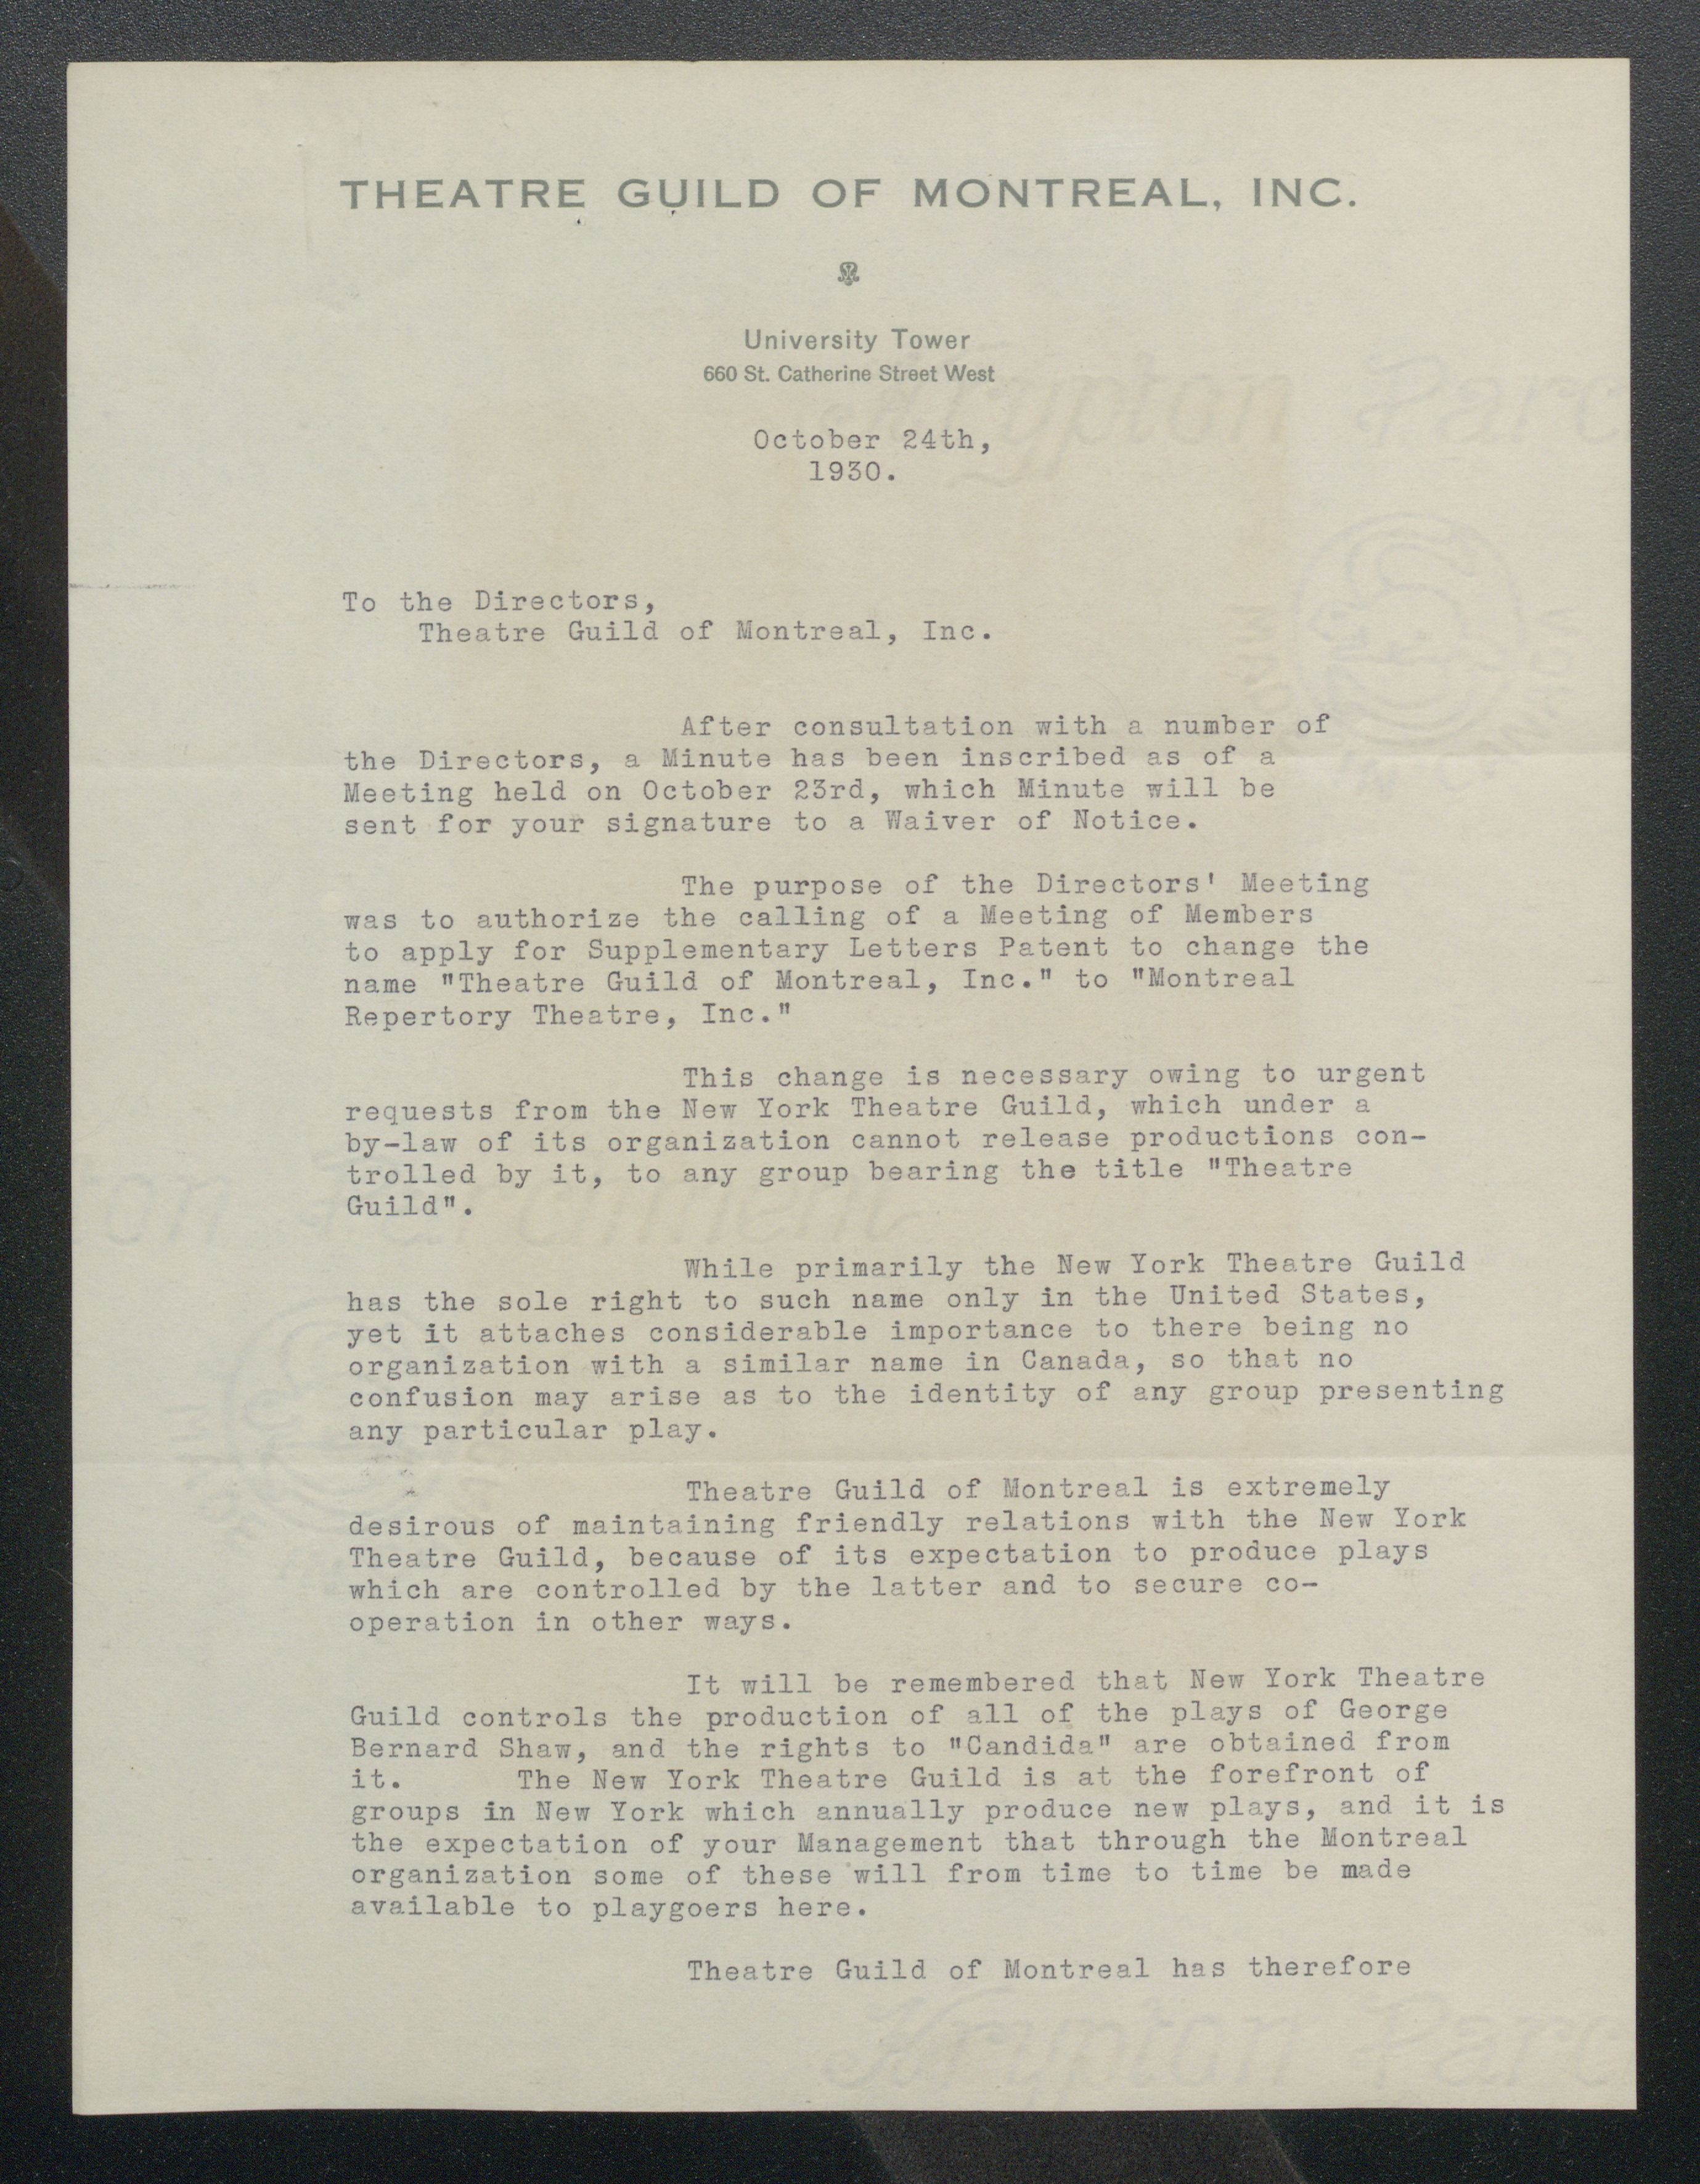 THEATRE GUILD OF MONTREAL, INC.
University Tower
660 St. Catherine Street West
October 24th,
1930.
To the Directors,
Theatre Guild of Montreal, Inc.
After consultation with a number of
the Directors, a Minute has been inscribed as of a
Meeting held on October 23rd, which Minute will be
sent for your signature to a Waiver of Notice.
The purpose of the Directors' Meeting
was to authorize the calling of a Meeting of Members
to apply for Supplementary Letters Patent to change the
name "Theatre Guild of Montreal, Inc." to "Montreal
Repertory Theatre, Inc."
This change is necessary owing to urgent
requests from the New York Theatre Guild, which under a
by-law of its organization cannot release productions con-
trolled by it, to any group bearing the title "Theatre
Guild".
While primarily the New York Theatre Guild
has the sole right to such name only in the United States,
yet it attaches considerable importance to there being no
organization with a similar name in Canada, so that no
confusion may arise as to the identity of any group presenting
any particular play.
Theatre Guild of Montreal is extremely
desirous of maintaining friendly relations with the New York
Theatre Guild, because of its expectation to produce plays
which are controlled by the latter and to secure co-
operation in other ways.
It will be remembered that New York Theatre
Guild controls the production of all of the plays of George
Bernard Shaw, and the rights to "Candida" are obtained from
it. The New York Theatre Guild is at the forefront of
groups in New York which annually produce new plays, and it is
the expectation of your Management that through the Montreal
organization some of these will from time to time be made
available to playgoers here.
Theatre Guild of Montreal has therefore